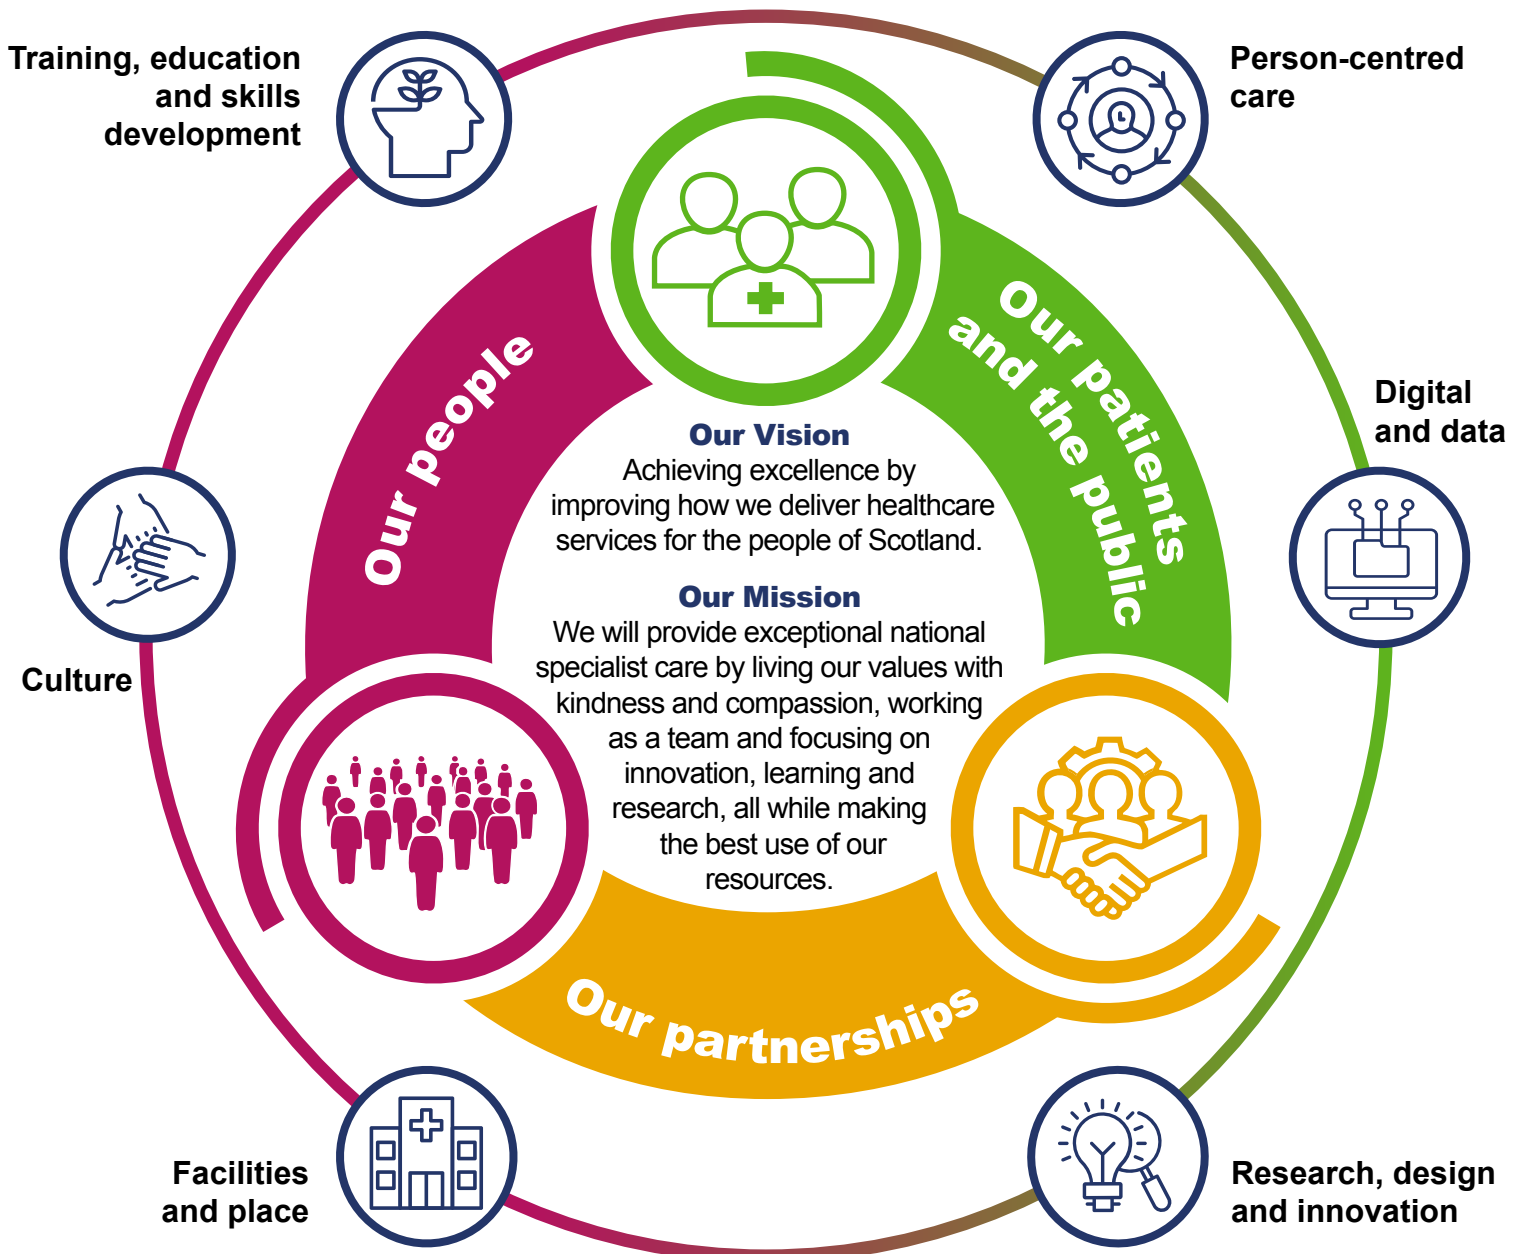 Training, education
and skills
development
Person-centred
care
Our people
Our patients
and the public
Digital
and data
Our Vision
Achieving excellence by
improving how we deliver healthcare
services for the people of Scotland.
Our Mission
We will provide exceptional national
specialist care by living our values with
kindness and compassion, working
as a team and focusing on
innovation, learning and
research, all while making
the best use of our
resources.
Culture
Our partnerships
Facilities
and place
Research, design
and innovation